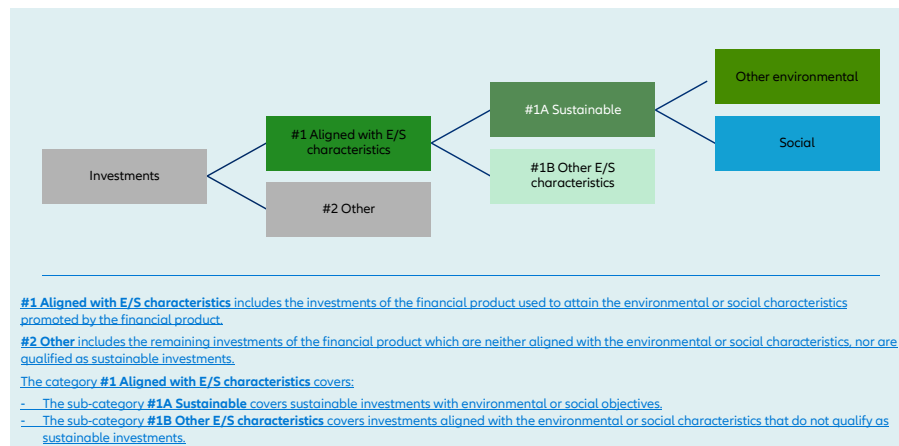 Other environmental
#1A Sustainable
#1 Aligned with E/S
characteristics
Social
#1B Other E/S
characteristics
Investments
#2 Other
#1 Aligned with E/S characteristics includes the investments of the financial product used to attain the environmental or social characteristics
promoted by the financial product.
#2 Other includes the remaining investments of the financial product which are neither aligned with the environmental or social characteristics, nor are
qualified as sustainable investments.
The category #1 Aligned with E/S characteristics covers:
- The sub-category #1A Sustainable covers sustainable investments with environmental or social objectives.
- The sub-category #1B Other E/S characteristics covers investments aligned with the environmental or social characteristics that do not qualify as
sustainable investments.